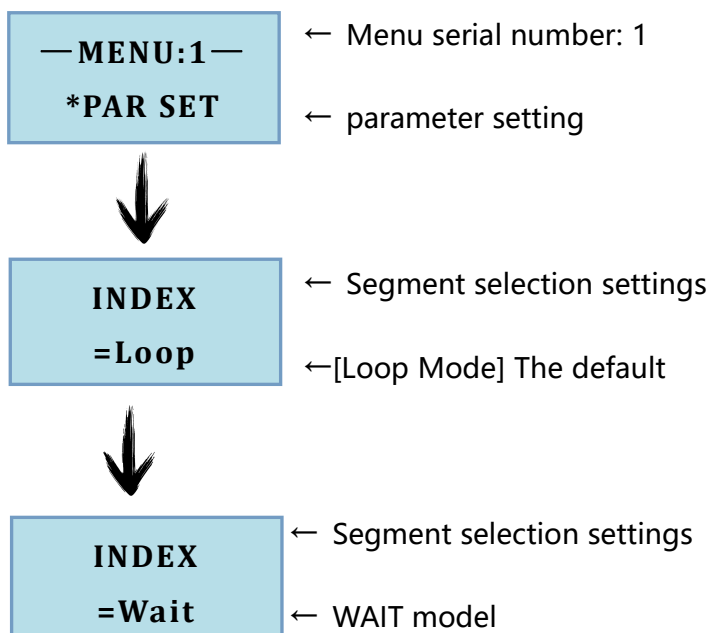 —MENU:1—
← Menu serial number: 1
*PAR SET
← parameter setting
INDEX
← Segment selection settings
=Loop
←[Loop Mode] The default
INDEX
← Segment selection settings
=Wait
← WAIT model